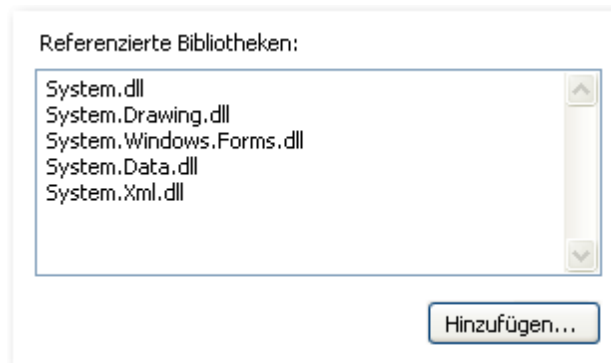 Referenzierte Bibliotheken:
System.dll
System.Drawing.dll
System.Windows.Forms.dll
System.Data.dll
System.Xml.dll
Hinzufügen...